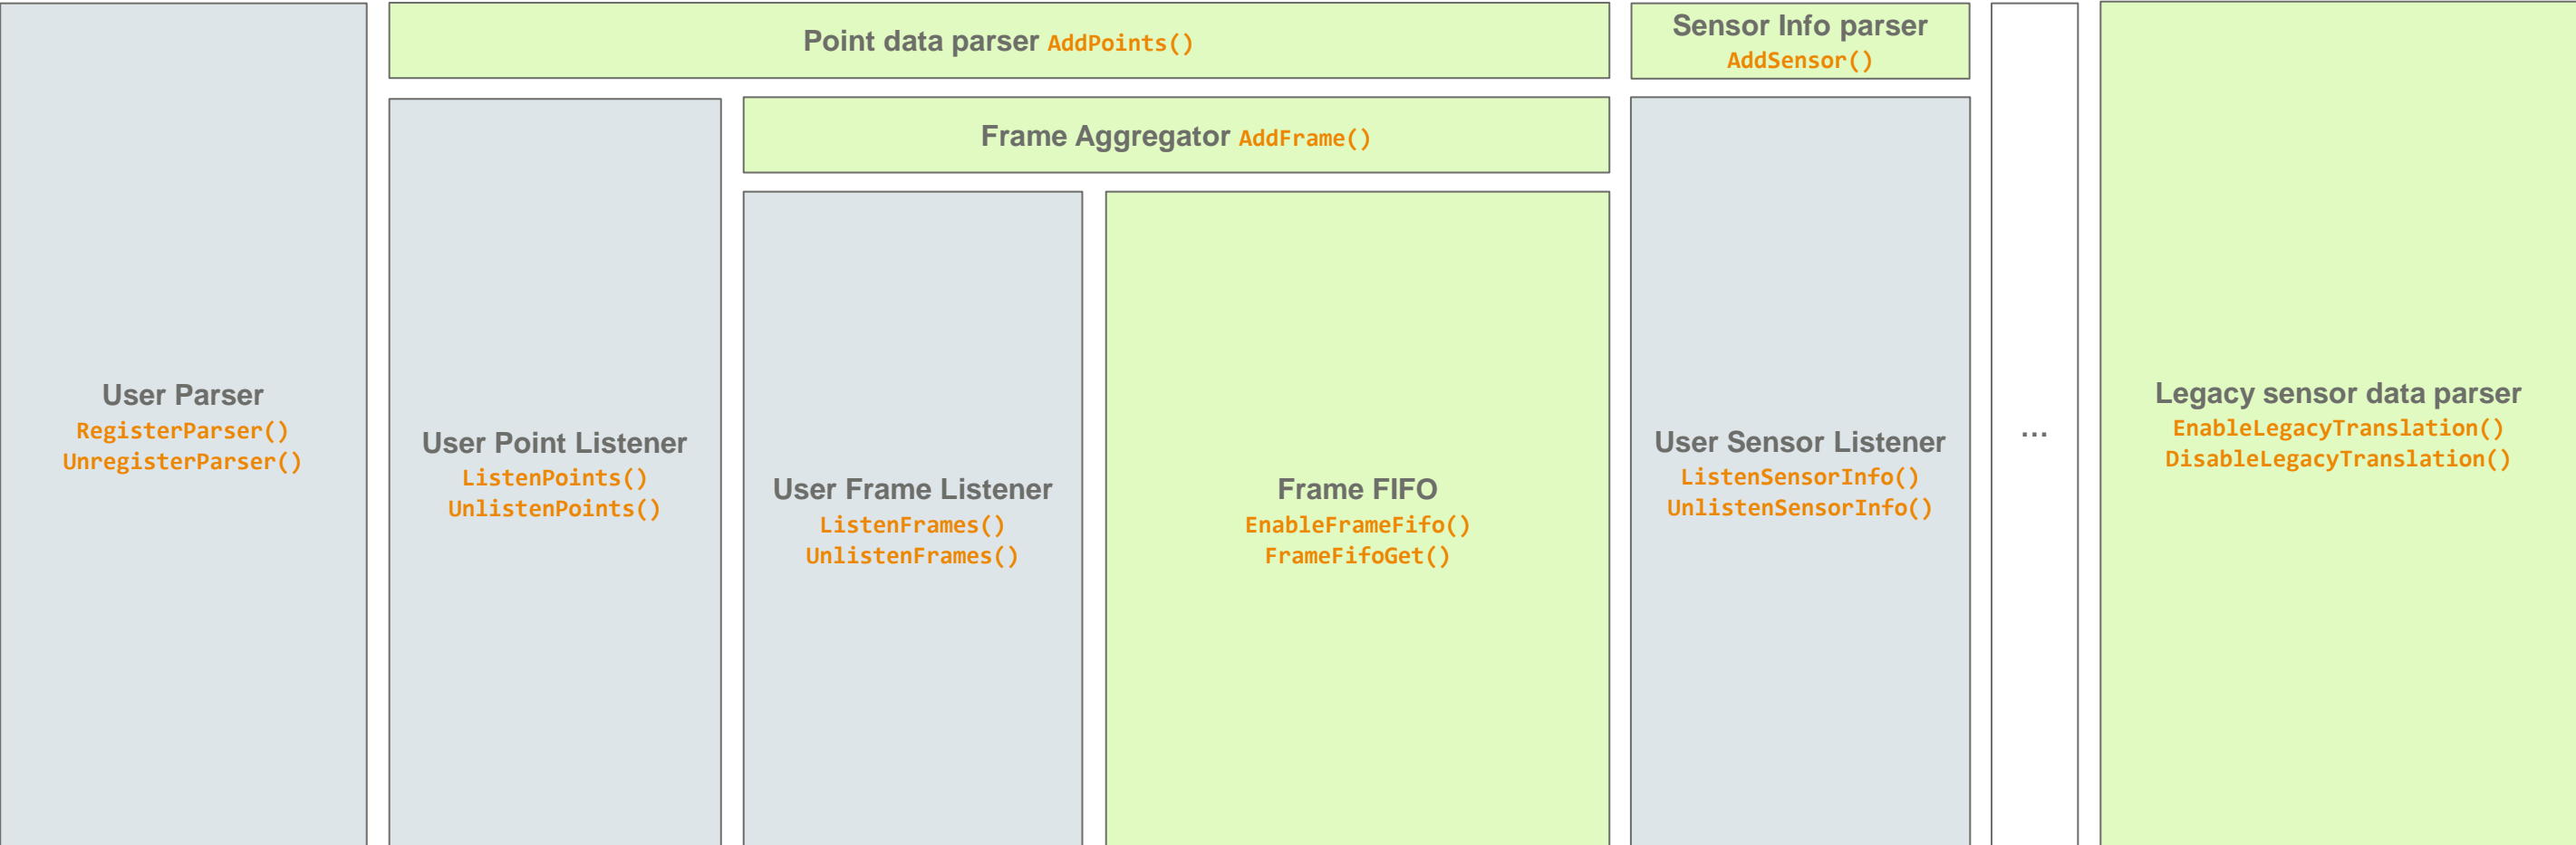 User Parser
RegisterParser()
UnregisterParser()
Point data parser AddPoints()
User Point Listener
ListenPoints()
UnlistenPoints()
Frame Aggregator AddFrame()
User Frame Listener
ListenFrames()
UnlistenFrames()
Frame FIFO
EnableFrameFifo()
FrameFifoGet()
Sensor Info parser
AddSensor()
User Sensor Listener
ListenSensorInfo()
UnlistenSensorInfo()
...
Legacy sensor data parser
EnableLegacyTranslation()
DisableLegacyTranslation()